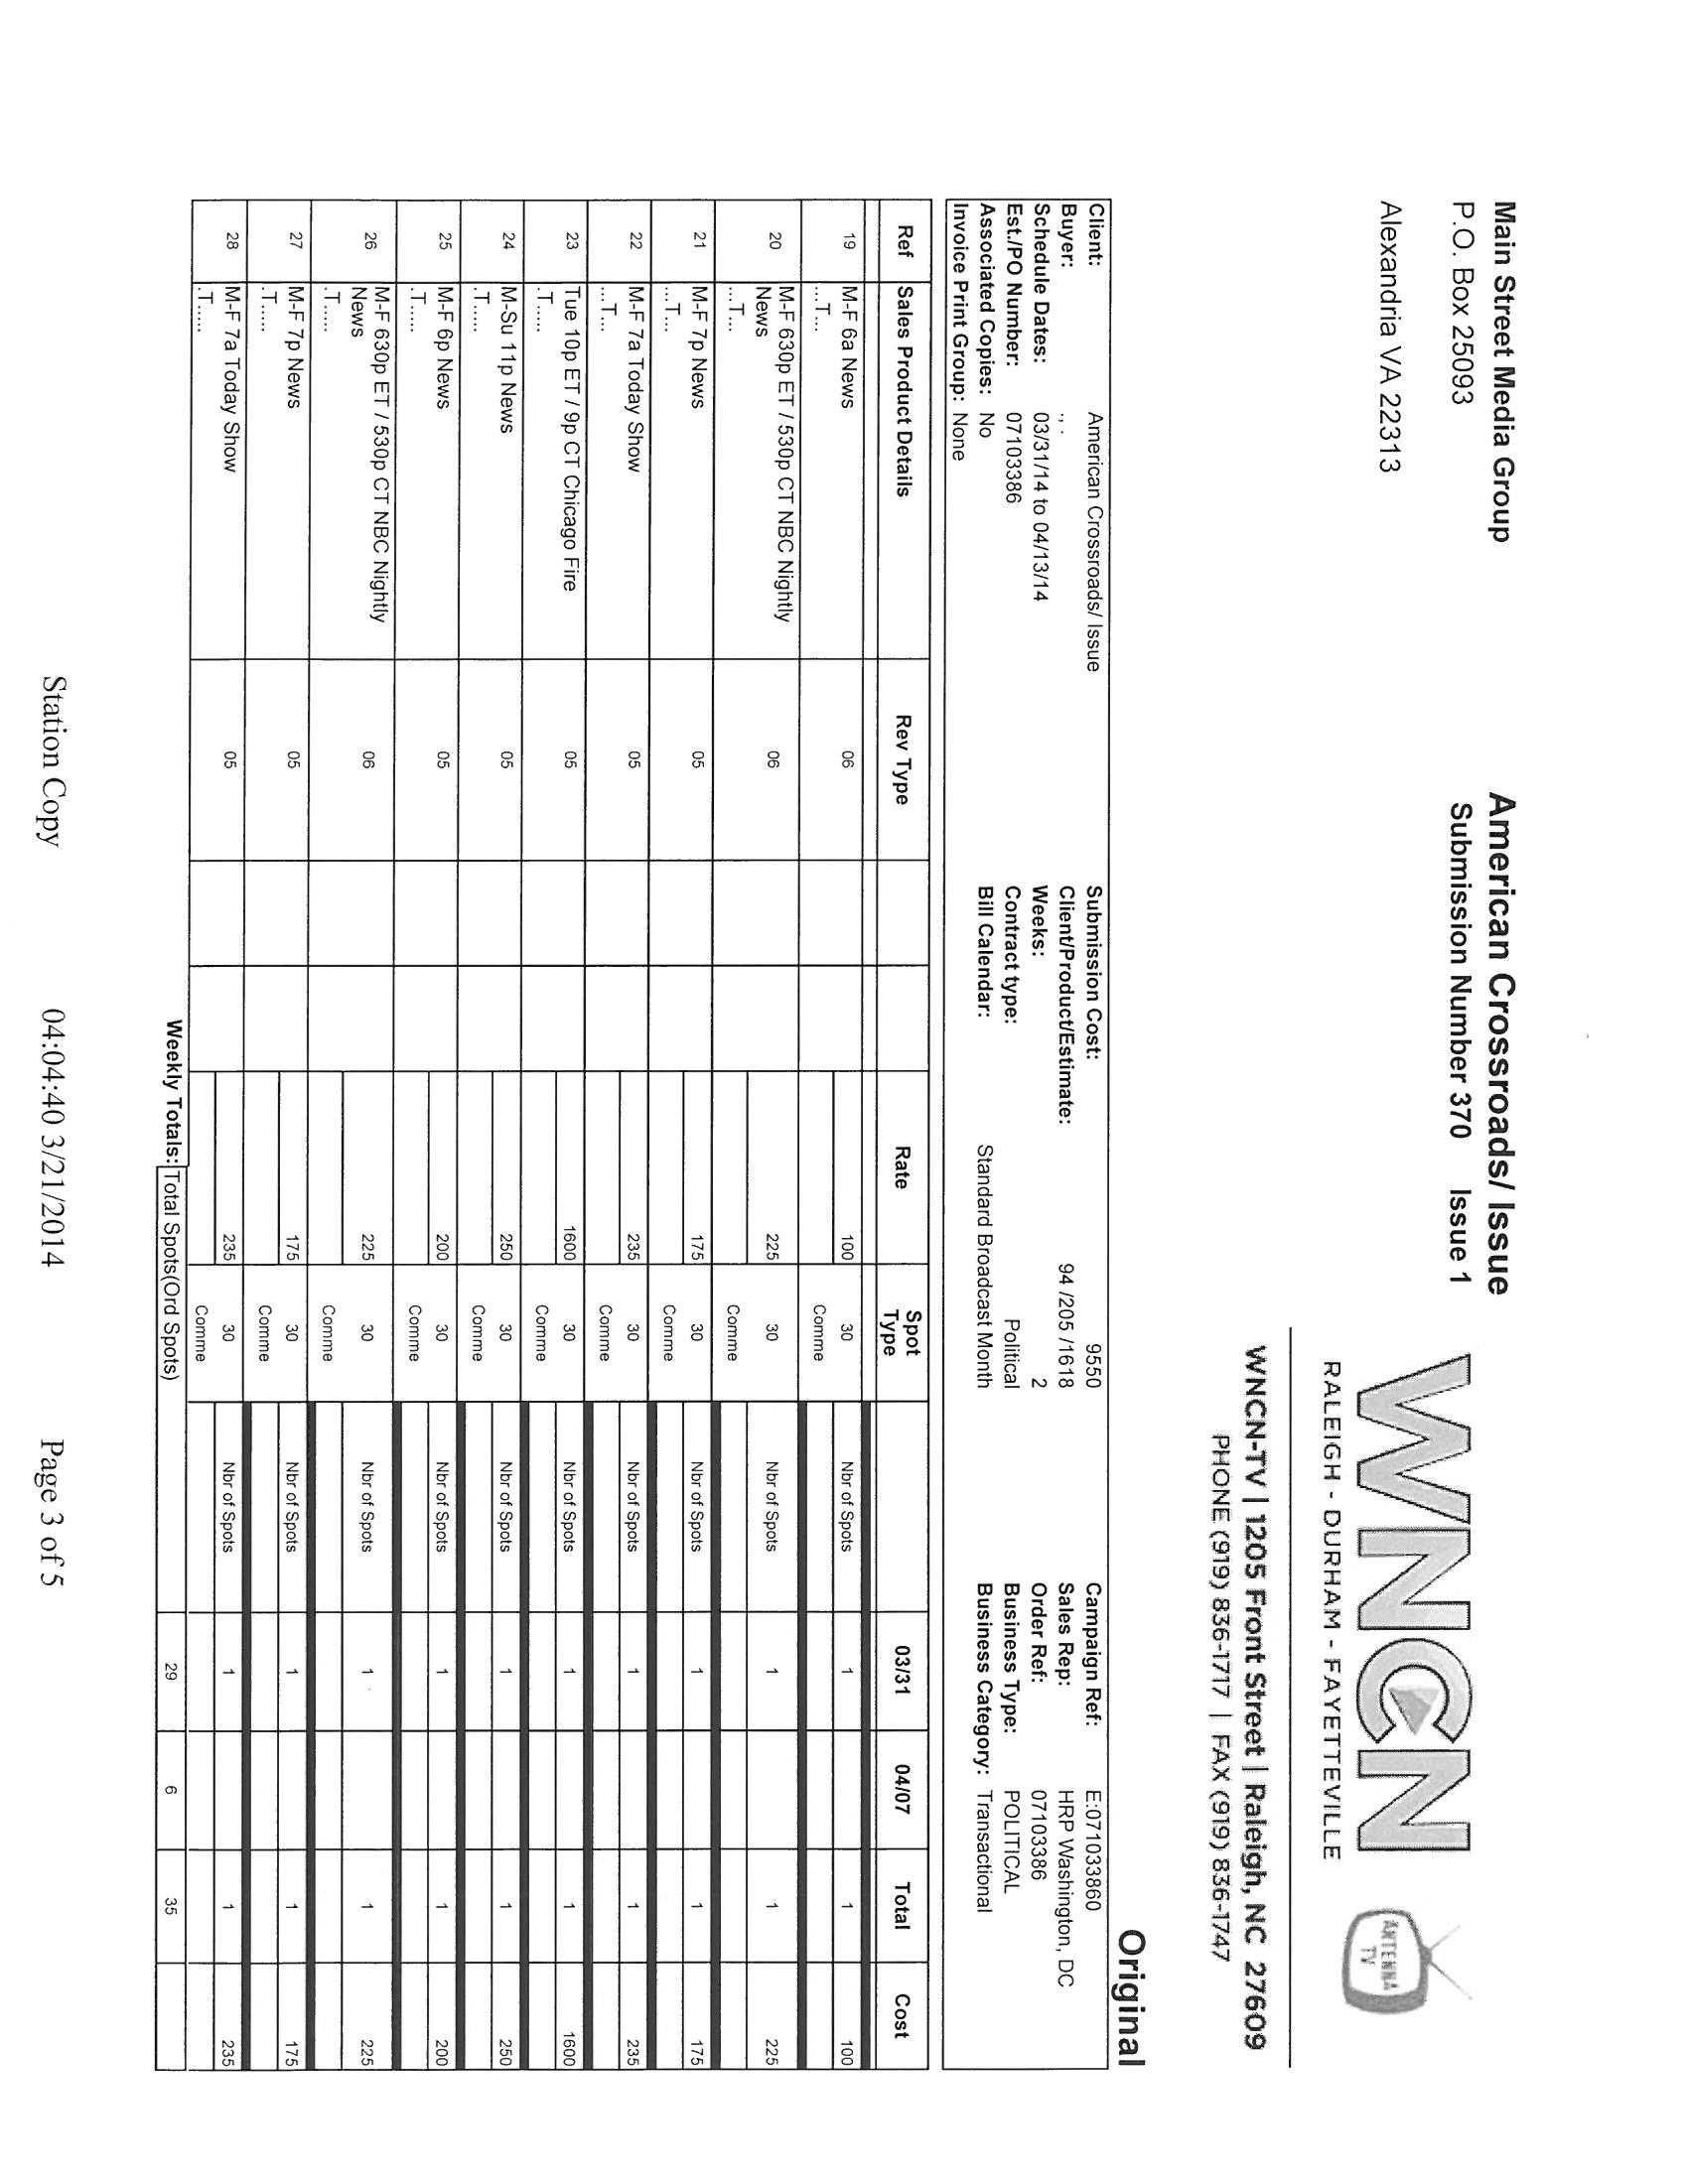 Main Street Media Group
P.O. Box 25093
Alexandria VA 22313
American Crossroads/ Issue
Submission Number 370 Issue 1
WNCN
RALEIGH - DURHAM - FAYETTEVILLE
ANTENNA
TV
WNCN-TV | 1205 Front Street | Raleigh, NC 27609
PHONE (919) 836-1717 | FAX (919) 836-1747
Original
Client: American Crossroads/ Issue Submission Cost: 9550 Campaign Ref: E:071033860
Buyer: ., . Client/Product/Estimate: 94 /205 /1618 Sales Rep: HRP Washington, DC
Schedule Dates: 03/31/14 to 04/13/14 Weeks: 2 Order Ref: 07103386
Est./PO Number: 07103386 Contract type: Political Business Type: POLITICAL
Associated Copies: No Bill Calendar: Standard Broadcast Month Business Category: Transactional
Invoice Print Group: None
Ref Sales Product Details Rev Type Rate Spot Type 03/31 04/07 Total Cost
19 M-F 6a News 06 100 30 Nbr of Spots 1 1 100
...T... Comme
20 M-F 630p ET / 530p CT NBC Nightly 06 225 30 Nbr of Spots 1 1 225
News
...T... Comme
21 M-F 7p News 05 175 30 Nbr of Spots 1 1 175
...T... Comme
22 M-F 7a Today Show 05 235 30 Nbr of Spots 1 1 235
...T... Comme
23 Tue 10p ET / 9p CT Chicago Fire 05 1600 30 Nbr of Spots 1 1 1600
.T..... Comme
24 M-Su 11p News 05 250 30 Nbr of Spots 1 1 250
.T..... Comme
25 M-F 6p News 05 200 30 Nbr of Spots 1 1 200
.T..... Comme
26 M-F 630p ET / 530p CT NBC Nightly 06 225 30 Nbr of Spots 1 1 225
News
.T..... Comme
27 M-F 7p News 05 175 30 Nbr of Spots 1 1 175
.T..... Comme
28 M-F 7a Today Show 05 235 30 Nbr of Spots 1 1 235
.T..... Comme
Weekly Totals: Total Spots(Ord Spots) 29 6 35
Station Copy 04:04:40 3/21/2014 Page 3 of 5